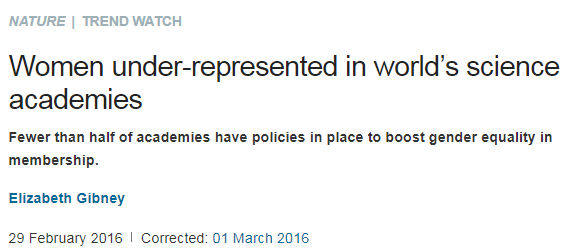 NATURE | TREND WATCH
Women under-represented in world’s science
academies
Fewer than half of academies have policies in place to boost gender equality in
membership.
Elizabeth Gibney
29 February 2016 | Corrected: 01 March 2016